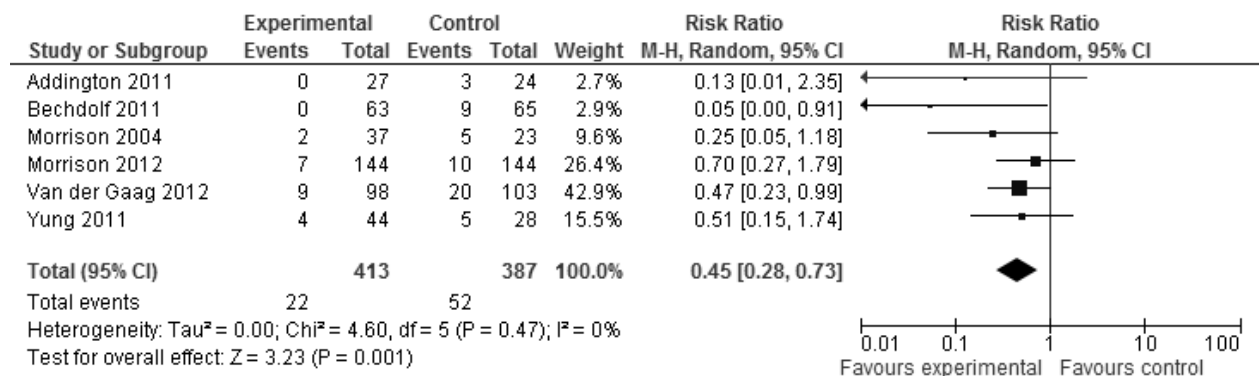 Experimental Control Risk Ratio Risk Ratio
Study or Subgroup Events Total Events Total Weight M-H, Random, 95% CI M-H, Random, 95% CI
Addington 2011 0 27 3 24 2.7% 0.13 [0.01, 2.35]
Bechdolf 2011 0 63 9 65 2.9% 0.05 [0.00, 0.91]
Morrison 2004 2 37 5 23 9.6% 0.25 [0.05, 1.18]
Morrison 2012 7 144 10 144 26.4% 0.70 [0.27, 1.79]
Van der Gaag 2012 9 98 20 103 42.9% 0.47 [0.23, 0.99]
Yung 2011 4 44 5 28 15.5% 0.51 [0.15, 1.74]
Total (95% CI) 413 387 100.0% 0.45 [0.28, 0.73]
Total events 22 52
Heterogeneity: Tau² = 0.00; Chi² = 4.60, df = 5 (P = 0.47); I² = 0%
Test for overall effect: Z = 3.23 (P = 0.001)
0.01 0.1 1 10 100
Favours experimental Favours control